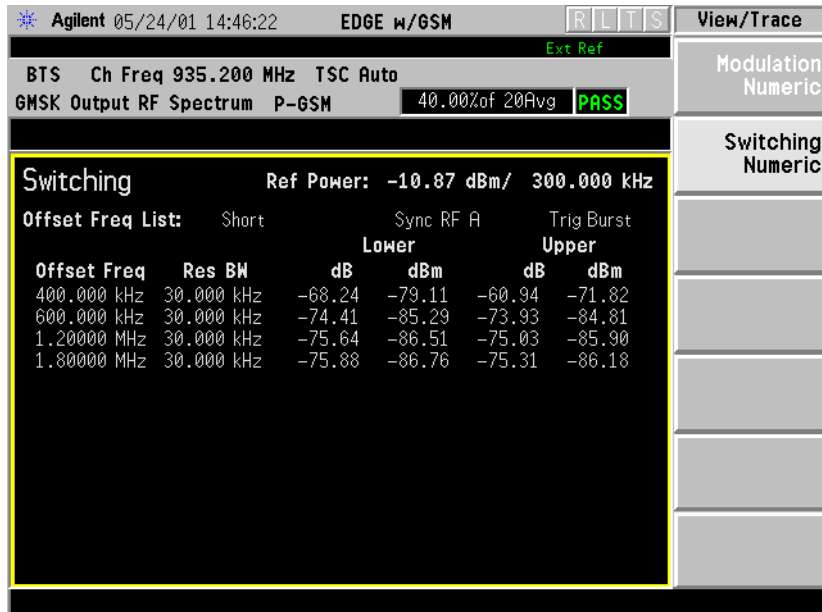 Agilent 05/24/01 14:46:22 EDGE w/GSM R L T S View/Trace
Ext Ref
BTS Ch Freq 935.200 MHz TSC Auto
GMSK Output RF Spectrum P-GSM 40.00%of 20Avg PASS
Modulation
Numeric
Switching
Numeric
Switching Ref Power: -10.87 dBm/ 300.000 kHz
Offset Freq List: Short Sync RF A Trig Burst
Lower Upper
Offset Freq Res BW dB dBm dB dBm
400.000 kHz 30.000 kHz -68.24 -79.11 -60.94 -71.82
600.000 kHz 30.000 kHz -74.41 -85.29 -73.93 -84.81
1.20000 MHz 30.000 kHz -75.64 -86.51 -75.03 -85.90
1.80000 MHz 30.000 kHz -75.88 -86.76 -75.31 -86.18